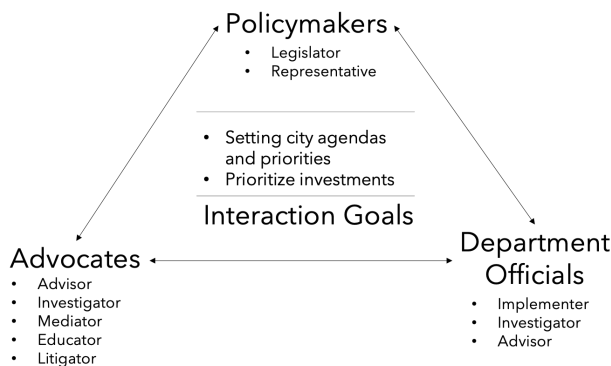 Policymakers
• Legislator
• Representative
• Setting city agendas
and priorities
• Prioritize investments
Interaction Goals
Advocates
• Advisor
• Investigator
• Mediator
• Educator
• Litigator
Department
Officials
• Implementer
• Investigator
• Advisor